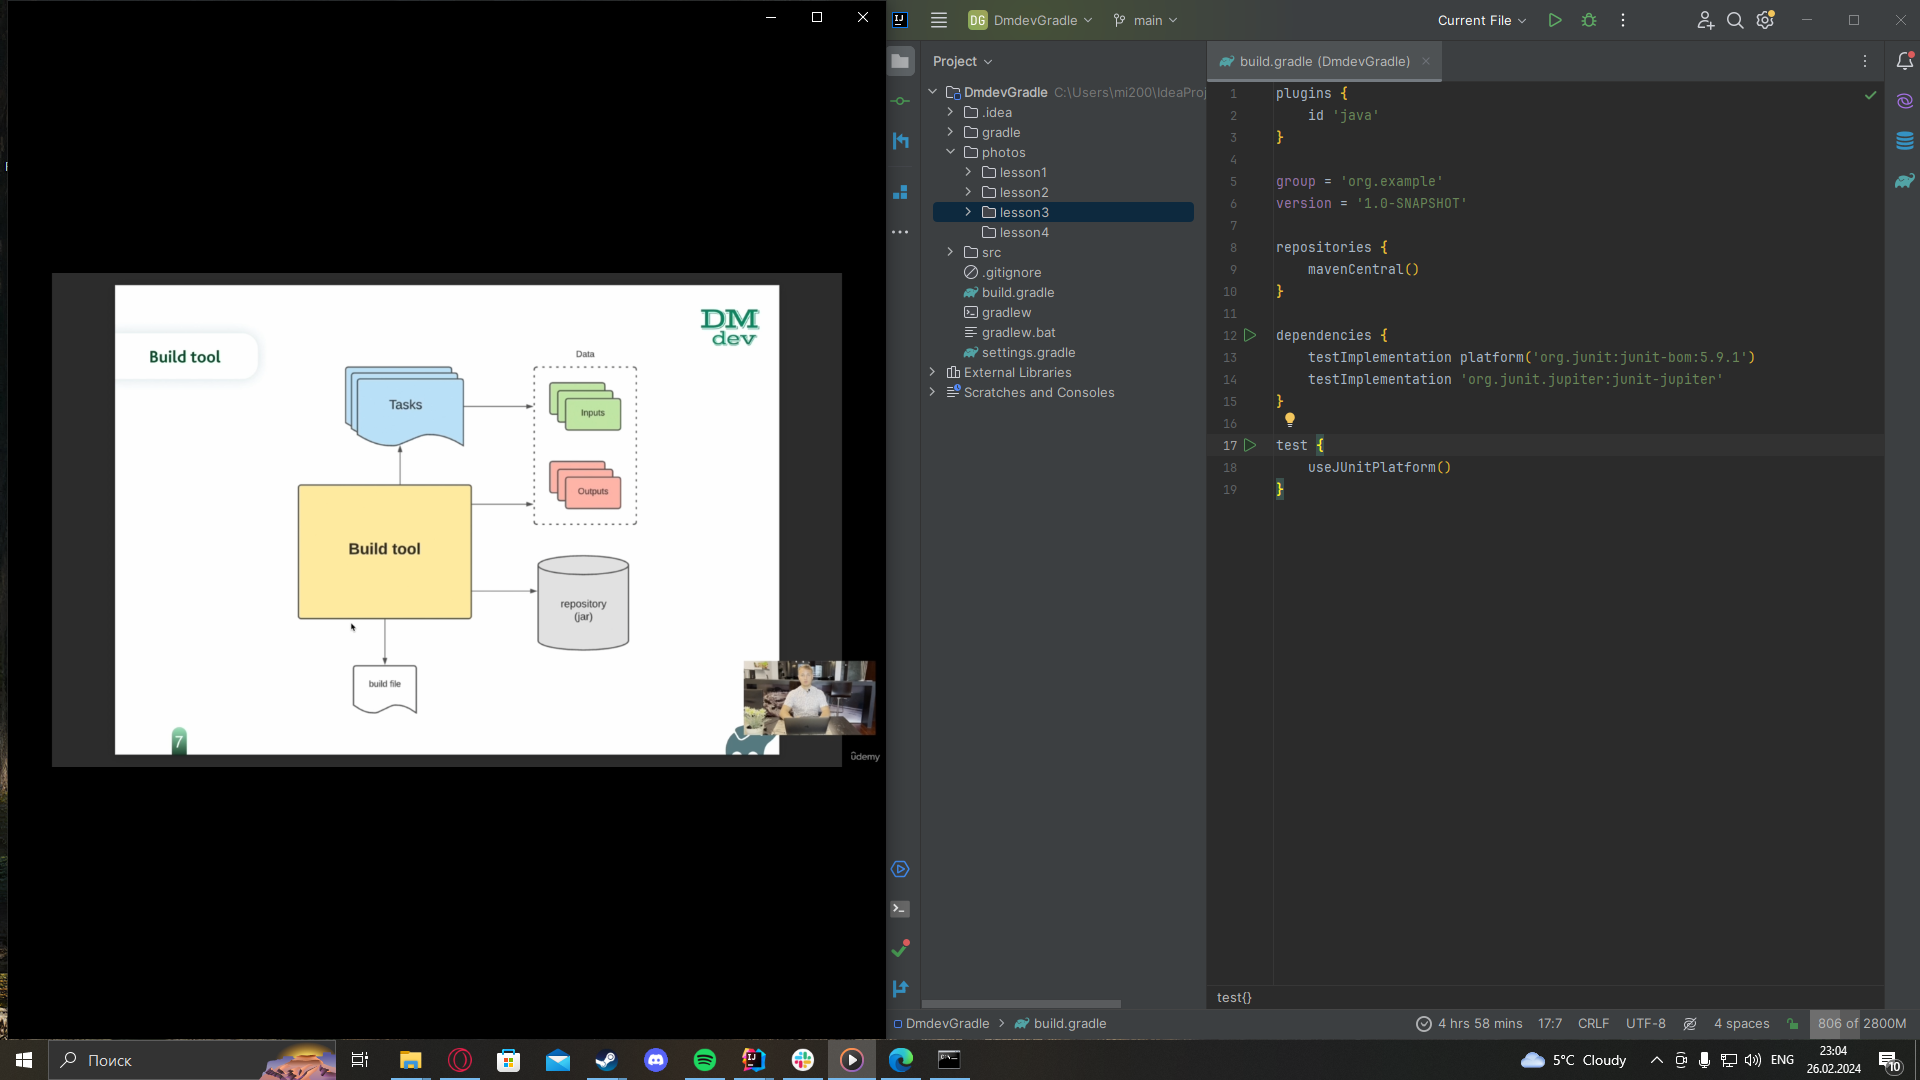 DM
dev
Build tool
Data
Tasks
Inputs
Outputs
Build tool
repository
(jar)
build file
7
ûdemy
IJ
DG
DmdevGradle
main
Current File
Project
DmdevGradle C:\Users\mi200\IdeaProj
.idea
gradle
photos
lesson1
lesson2
lesson3
lesson4
src
.gitignore
build.gradle
gradlew
gradlew.bat
settings.gradle
External Libraries
Scratches and Consoles
build.gradle (DmdevGradle)
1 plugins {
2 id 'java'
3 }
4
5 group = 'org.example'
6 version = '1.0-SNAPSHOT'
7
8 repositories {
9 mavenCentral()
10 }
11
12 dependencies {
13 testImplementation platform('org.junit:junit-bom:5.9.1')
14 testImplementation 'org.junit.jupiter:junit-jupiter'
15 }
16
17 test {
18 useJUnitPlatform()
19 }
test{}
DmdevGradle
build.gradle
4 hrs 58 mins
17:7
CRLF
UTF-8
4 spaces
806 of 2800M
Поиск
5°C Cloudy
ENG
23:04
26.02.2024
10